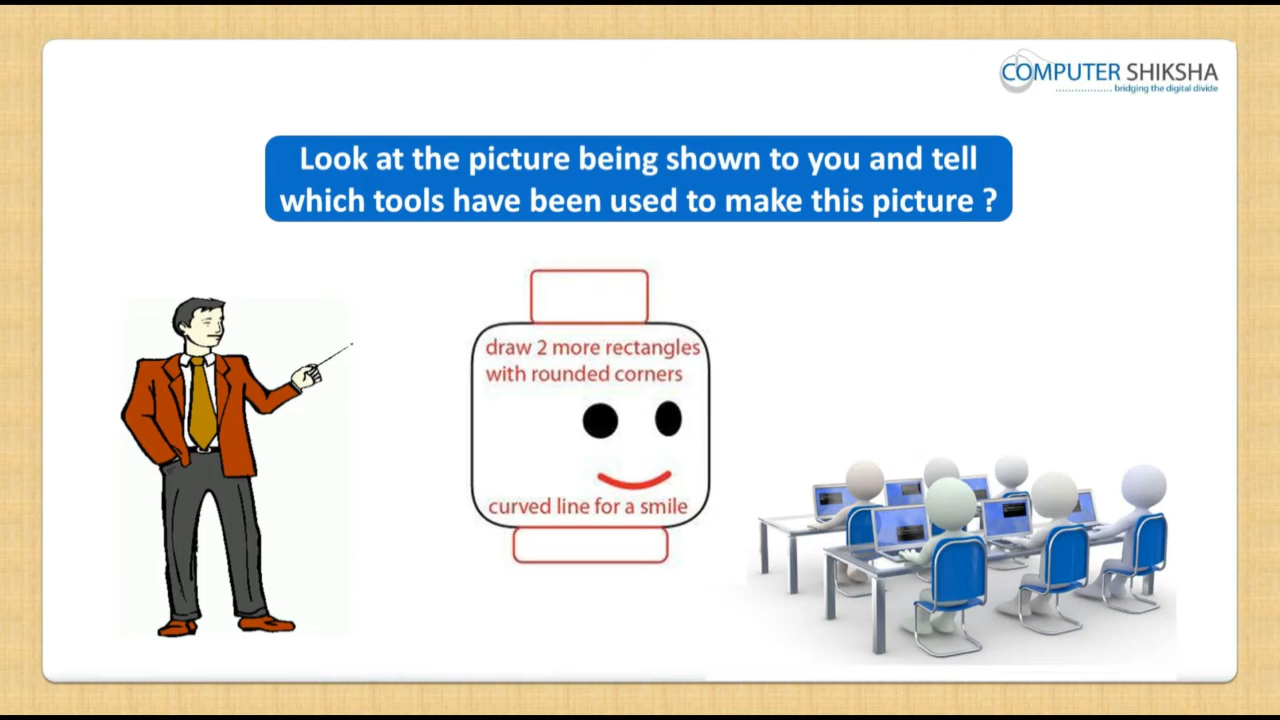 COMPUTER SHIKSHA
bridging the digital divide
Look at the picture being shown to you and tell
which tools have been used to make this picture ?
draw 2 more rectangles
with rounded corners
curved line for a smile